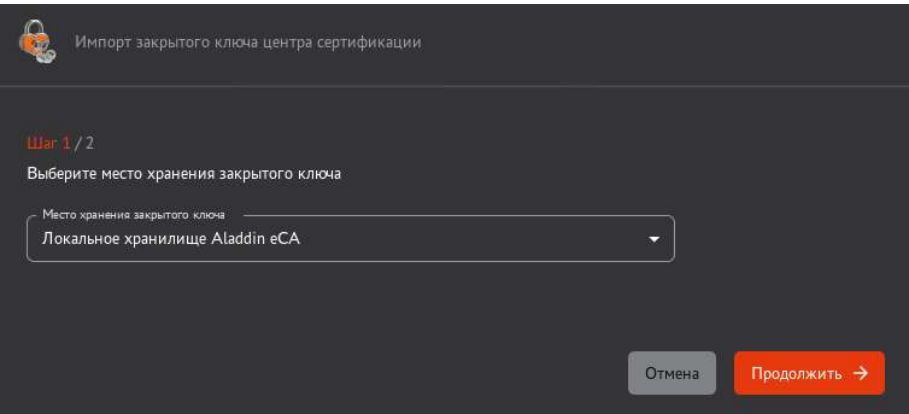 Импорт закрытого ключа центра сертификации
Шаг 1 / 2
Выберите место хранения закрытого ключа
Место хранения закрытого ключа
Локальное хранилище Aladdin eCA
Отмена
Продолжить →